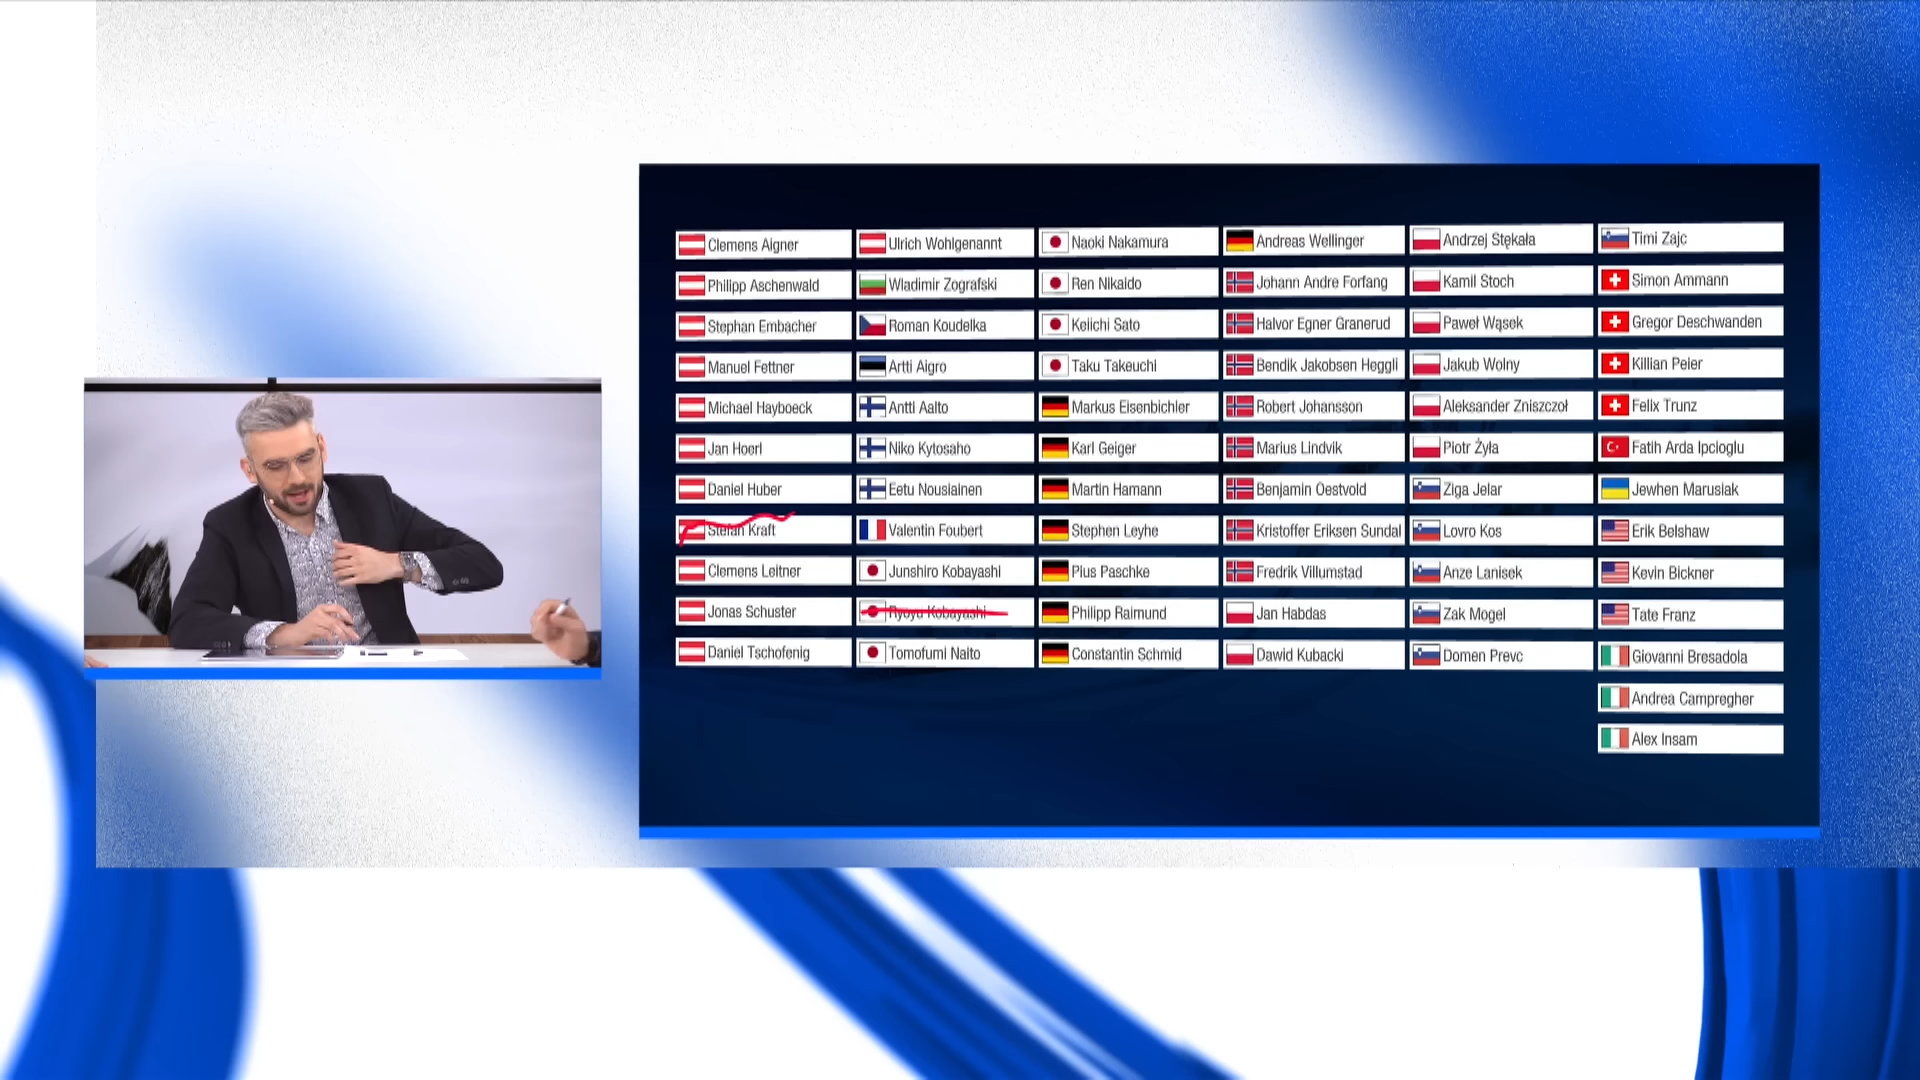 Clemens Aigner
Philipp Aschenwald
Stephan Embacher
Manuel Fettner
Michael Hayboeck
Jan Hoerl
Daniel Huber
Stefan Kraft
Clemens Leitner
Jonas Schuster
Daniel Tschofenig
Ulrich Wohlgenannt
Wladimir Zografski
Roman Koudelka
Artti Aigro
Antti Aalto
Niko Kytosaho
Eetu Nousiainen
Valentin Foubert
Junshiro Kobayashi
Ryoyu Kobayashi
Tomofumi Naito
Naoki Nakamura
Ren Nikaido
Keiichi Sato
Taku Takeuchi
Markus Eisenbichler
Karl Geiger
Martin Hamann
Stephen Leyhe
Pius Paschke
Philipp Raimund
Constantin Schmid
Andreas Wellinger
Johann Andre Forfang
Halvor Egner Granerud
Bendik Jakobsen Heggli
Robert Johansson
Marius Lindvik
Benjamin Oestvold
Kristoffer Eriksen Sundal
Fredrik Villumstad
Jan Habdas
Dawid Kubacki
Andrzej Stękała
Kamil Stoch
Paweł Wąsek
Jakub Wolny
Aleksander Zniszczoł
Piotr Żyła
Ziga Jelar
Lovro Kos
Anze Lanisek
Zak Mogel
Domen Prevc
Timi Zajc
Simon Ammann
Gregor Deschwanden
Killian Peier
Felix Trunz
Fatih Arda Ipcioglu
Jewhen Marusiak
Erik Belshaw
Kevin Bickner
Tate Franz
Giovanni Bresadola
Andrea Campregher
Alex Insam